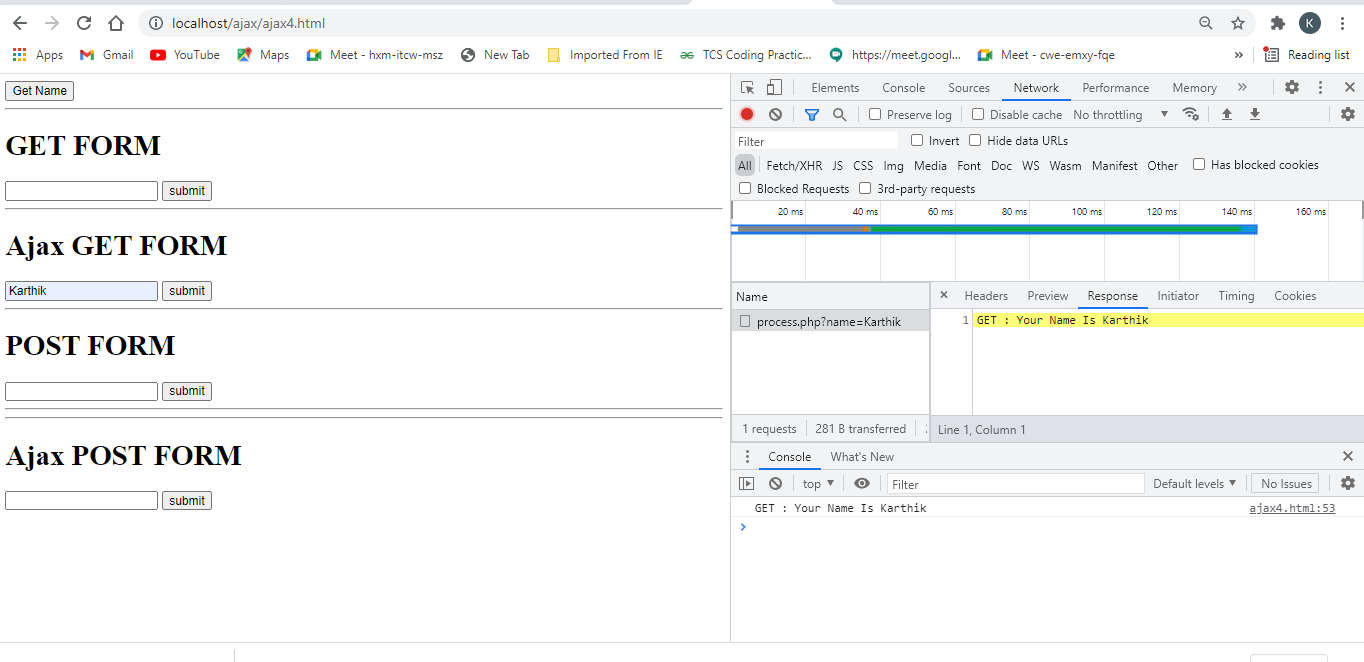 localhost/ajax/ajax4.html
K
Apps Gmail YouTube Maps Meet - hxm-itcw-msz New Tab Imported From IE TCS Coding Practic... https://meet.googl... Meet - cwe-emxy-fqe » Reading list
Get Name
GET FORM
submit
Ajax GET FORM
Karthik submit
POST FORM
submit
Ajax POST FORM
submit
Elements Console Sources Network Performance Memory »
Preserve log Disable cache No throttling
Filter Invert Hide data URLs
All Fetch/XHR JS CSS Img Media Font Doc WS Wasm Manifest Other Has blocked cookies
Blocked Requests 3rd-party requests
20 ms 40 ms 60 ms 80 ms 100 ms 120 ms 140 ms 160 ms
Name
process.php?name=Karthik
Headers Preview Response Initiator Timing Cookies
1 GET : Your Name Is Karthik
1 requests 281 B transferred
Line 1, Column 1
Console What's New
top Filter Default levels No Issues
GET : Your Name Is Karthik ajax4.html:53